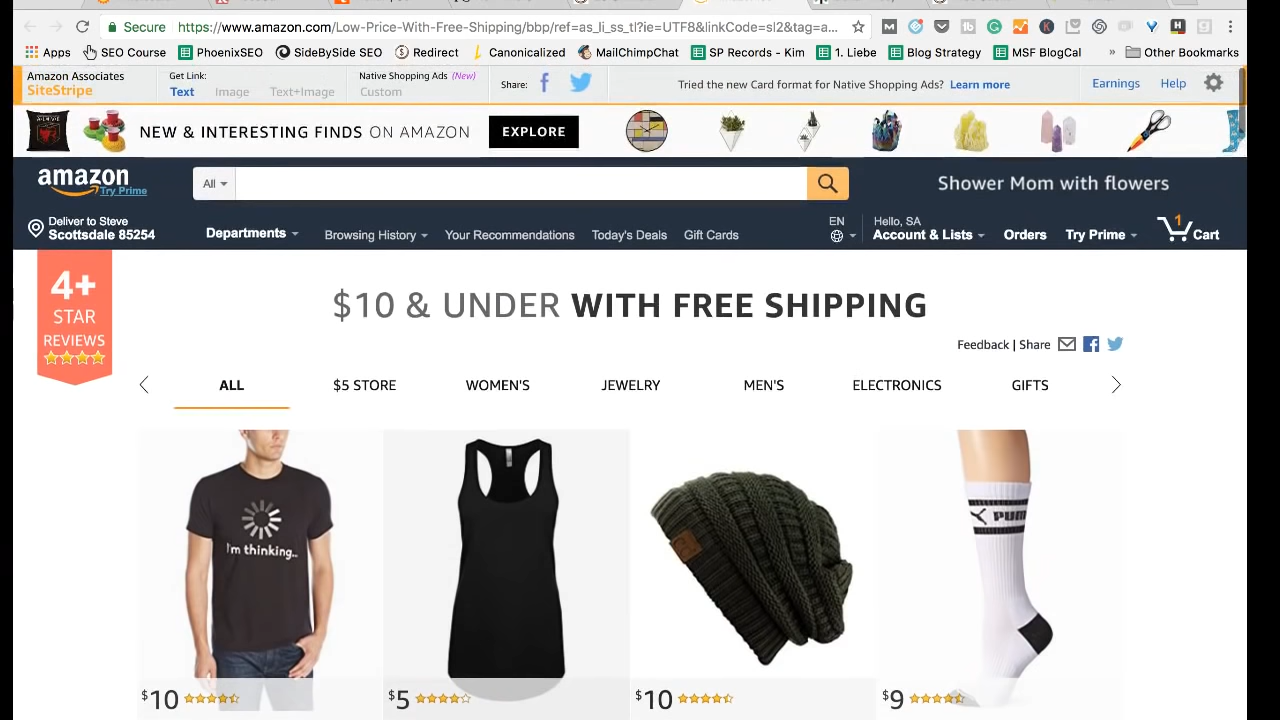 Secure https://www.amazon.com/Low-Price-With-Free-Shipping/bbp/ref=as_li_ss_tl?ie=UTF8&linkCode=sl2&tag=a...
Apps SEO Course PhoenixSEO SideBySide SEO Redirect Canonicalized MailChimpChat SP Records - Kim 1. Liebe Blog Strategy MSF BlogCal » Other Bookmarks
Amazon Associates
SiteStripe
Get Link:
Text Image Text+Image
Native Shopping Ads (New)
Custom
Share:
Tried the new Card format for Native Shopping Ads? Learn more
Earnings Help
NEW & INTERESTING FINDS ON AMAZON EXPLORE
amazon
Try Prime
All
Shower Mom with flowers
Deliver to Steve
Scottsdale 85254
Departments Browsing History Your Recommendations Today's Deals Gift Cards
EN
Hello, SA
Account & Lists Orders Try Prime 1 Cart
4+
STAR
REVIEWS
$10 & UNDER WITH FREE SHIPPING
Feedback | Share
ALL $5 STORE WOMEN'S JEWELRY MEN'S ELECTRONICS GIFTS
I'm thinking...
PUM
$10 $5 $10 $9